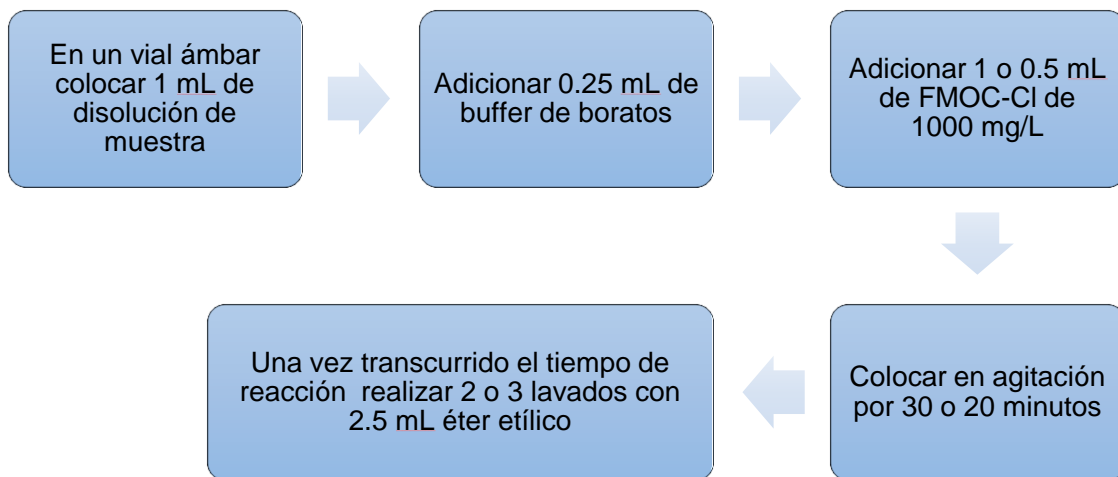 En un vial ámbar
colocar 1 mL de
disolución de
muestra
Adicionar 0.25 mL de
buffer de boratos
Adicionar 1 o 0.5 mL
de FMOC-Cl de
1000 mg/L
Colocar en agitación
por 30 o 20 minutos
Una vez transcurrido el tiempo de
reacción realizar 2 o 3 lavados con
2.5 mL éter etílico